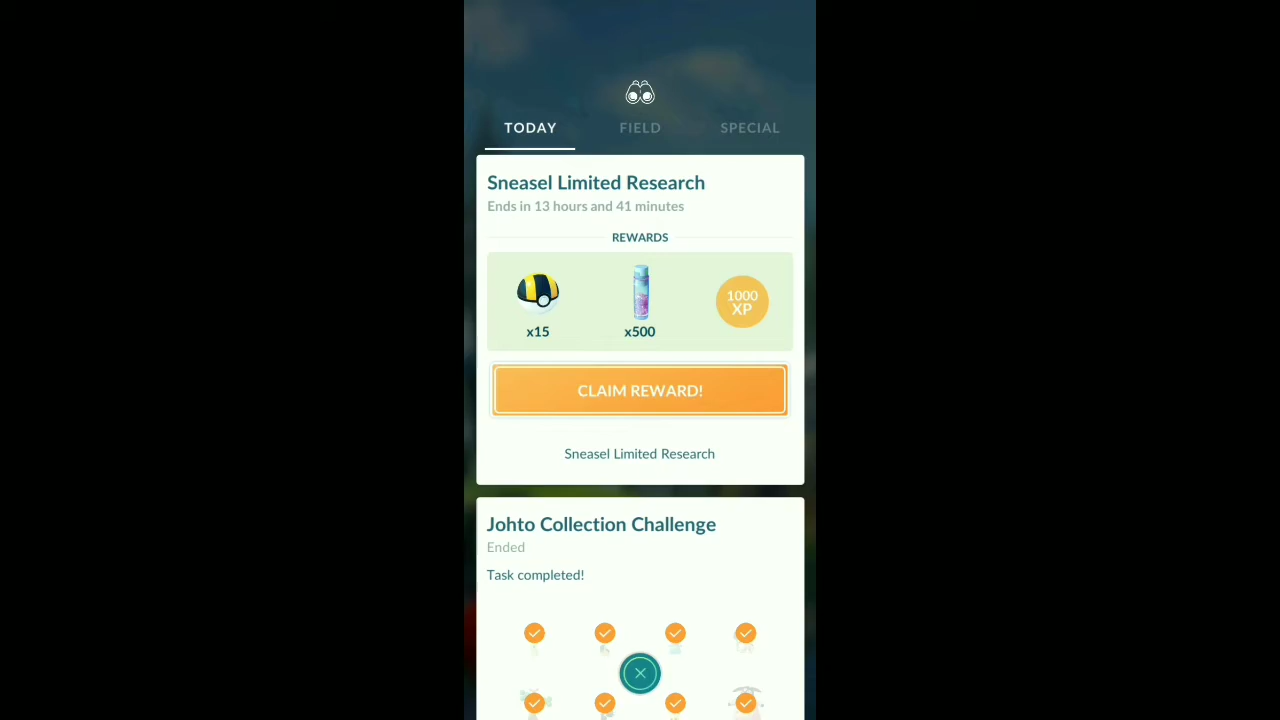 TODAY
FIELD
SPECIAL
Sneasel Limited Research
Ends in 13 hours and 41 minutes
REWARDS
x15
x500
1000
XP
CLAIM REWARD!
Sneasel Limited Research
Johto Collection Challenge
Ended
Task completed!